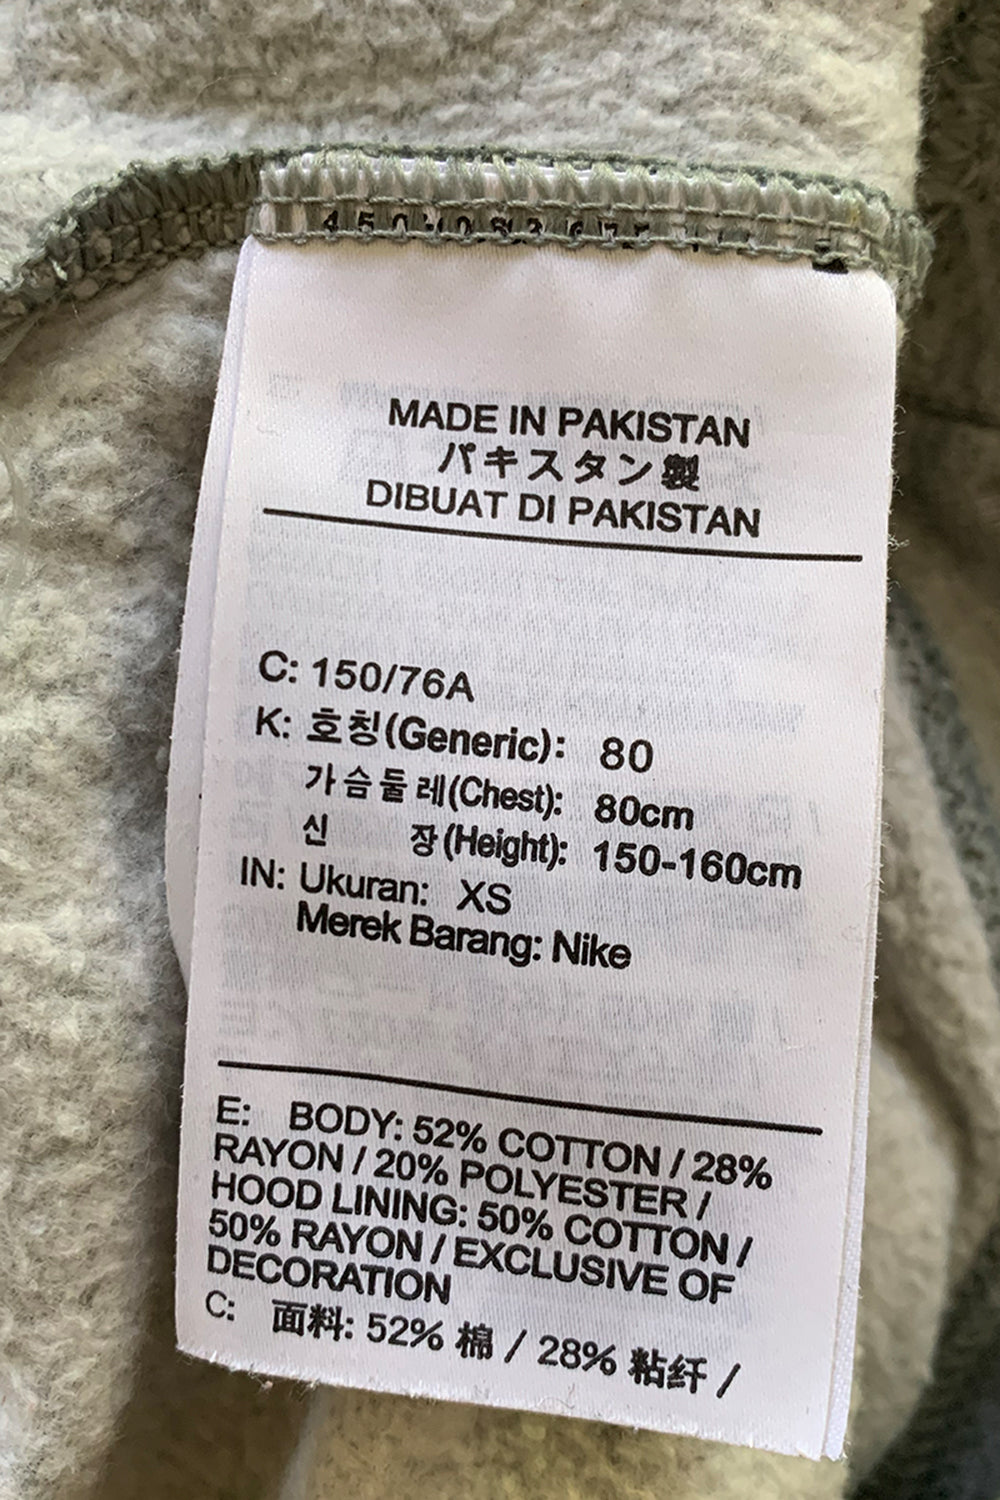 MADE IN PAKISTAN
パキスタン製
DIBUAT DI PAKISTAN
C: 150/76A
K: 호칭(Generic): 80
가슴둘레(Chest): 80cm
신 장(Height): 150-160cm
IN: Ukuran: XS
Merek Barang: Nike
E: BODY: 52% COTTON / 28%
RAYON / 20% POLYESTER /
HOOD LINING: 50% COTTON /
50% RAYON / EXCLUSIVE OF
DECORATION
C: 面料: 52% 棉 / 28% 粘纤 /